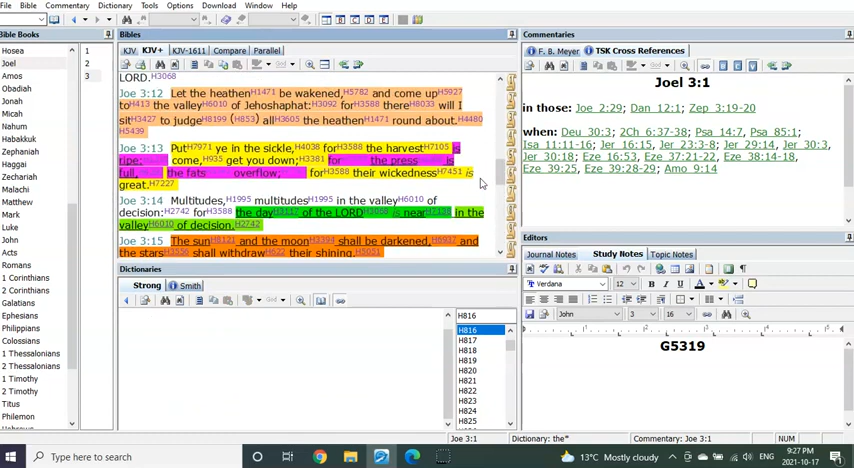 File Bible Commentary Dictionary Tools Options Download Window Help
Bible Books
Hosea
Joel
Amos
Obadiah
Jonah
Micah
Nahum
Habakkuk
Zephaniah
Haggai
Zechariah
Malachi
Matthew
Mark
Luke
John
Acts
Romans
1 Corinthians
2 Corinthians
Galatians
Ephesians
Philippians
Colossians
1 Thessalonians
2 Thessalonians
1 Timothy
2 Timothy
Titus
Philemon
Hebrews
1
2
3
Bibles
KJV KJV+ KJV-1611 Compare Parallel
LORD.H3068
Joe 3:12 Let the heathenH1471 be wakened,H5782 and come upH5927
toH413 the valleyH6010 of Jehoshaphat:H3092 forH3588 thereH8033 will I
sitH3427 to judgeH8199 (H853) allH3605 the heathenH1471 round about.H4480
H5439
Joe 3:13 PutH7971 ye in the sickle,H4038 forH3588 the harvestH7105 is
ripe: come,H935 get you down;H3381 for the press is
full, the fats overflow; forH3588 their wickednessH7451 is
great.H7227
Joe 3:14 Multitudes,H1995 multitudesH1995 in the valleyH6010 of
decision:H2742 forH3588 the dayH3117 of the LORDH3068 is nearH7138 in the
valleyH6010 of decision.H2742
Joe 3:15 The sunH8121 and the moonH3394 shall be darkened,H6937 and
the starsH3556 shall withdrawH622 their shining.H5051
Dictionaries
Strong Smith
H816
H816
H817
H818
H819
H820
H821
H822
H823
H824
H825
Commentaries
F. B. Meyer TSK Cross References
Joel 3:1
in those: Joe 2:29; Dan 12:1; Zep 3:19-20
when: Deu 30:3; 2Ch 6:37-38; Psa 14:7, Psa 85:1;
Isa 11:11-16; Jer 16:15, Jer 23:3-8; Jer 29:14, Jer 30:3,
Jer 30:18; Eze 16:53, Eze 37:21-22, Eze 38:14-18,
Eze 39:25, Eze 39:28-29; Amo 9:14
Editors
Journal Notes Study Notes Topic Notes
Verdana 12 B I U A
John 3 16
1 2 3 4 5
G5319
Joe 3:1 Dictionary: the* Commentary: Joe 3:1 NUM
Type here to search
13°C Mostly cloudy
ENG
9:27 PM
2021-10-17